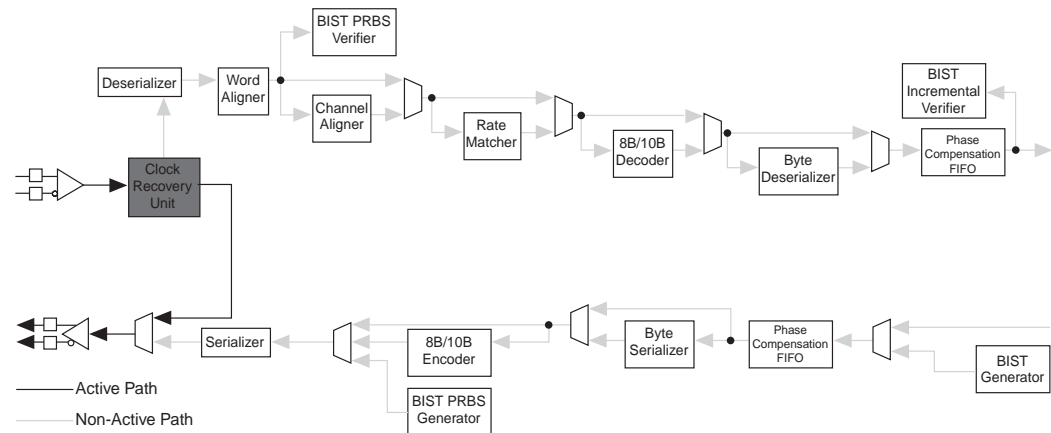 BIST PRBS
Verifier
Deserializer
Word
Aligner
Channel
Aligner
Rate
Matcher
8B/10B
Decoder
Byte
Deserializer
BIST
Incremental
Verifier
Phase
Compensation
FIFO
Clock
Recovery
Unit
Serializer
8B/10B
Encoder
BIST PRBS
Generator
Byte
Serializer
Phase
Compensation
FIFO
BIST
Generator
Active Path
Non-Active Path